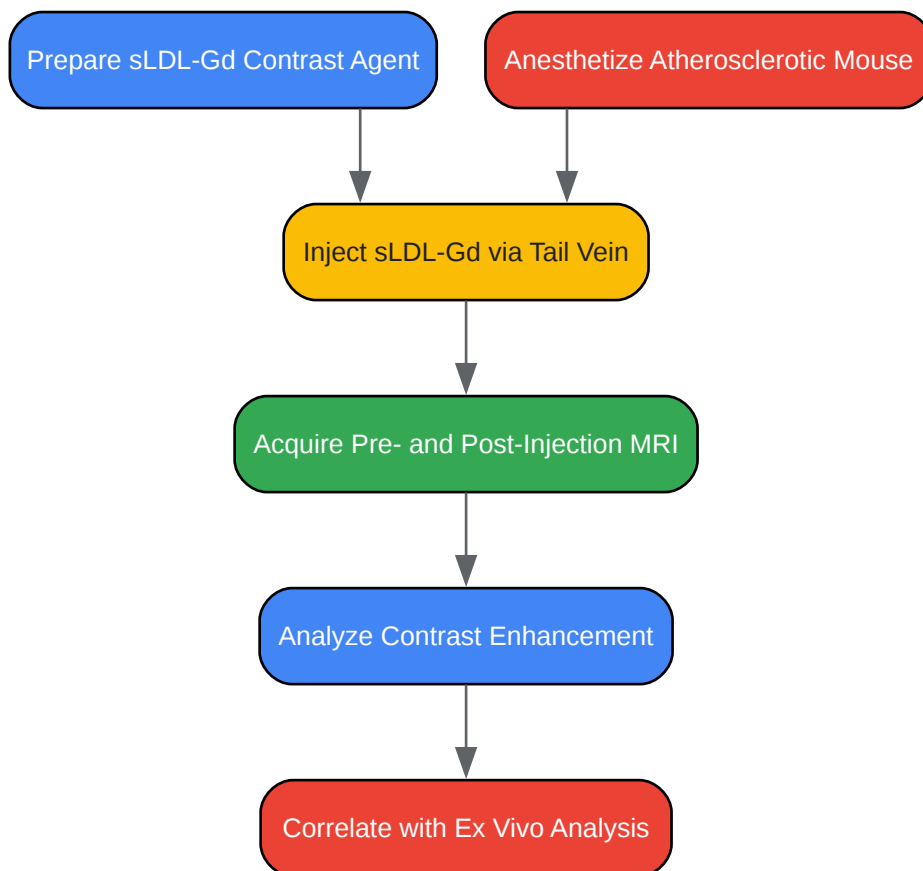 Prepare sLDL-Gd Contrast Agent
Anesthetize Atherosclerotic Mouse
Inject sLDL-Gd via Tail Vein
Acquire Pre- and Post-Injection MRI
Analyze Contrast Enhancement
Correlate with Ex Vivo Analysis